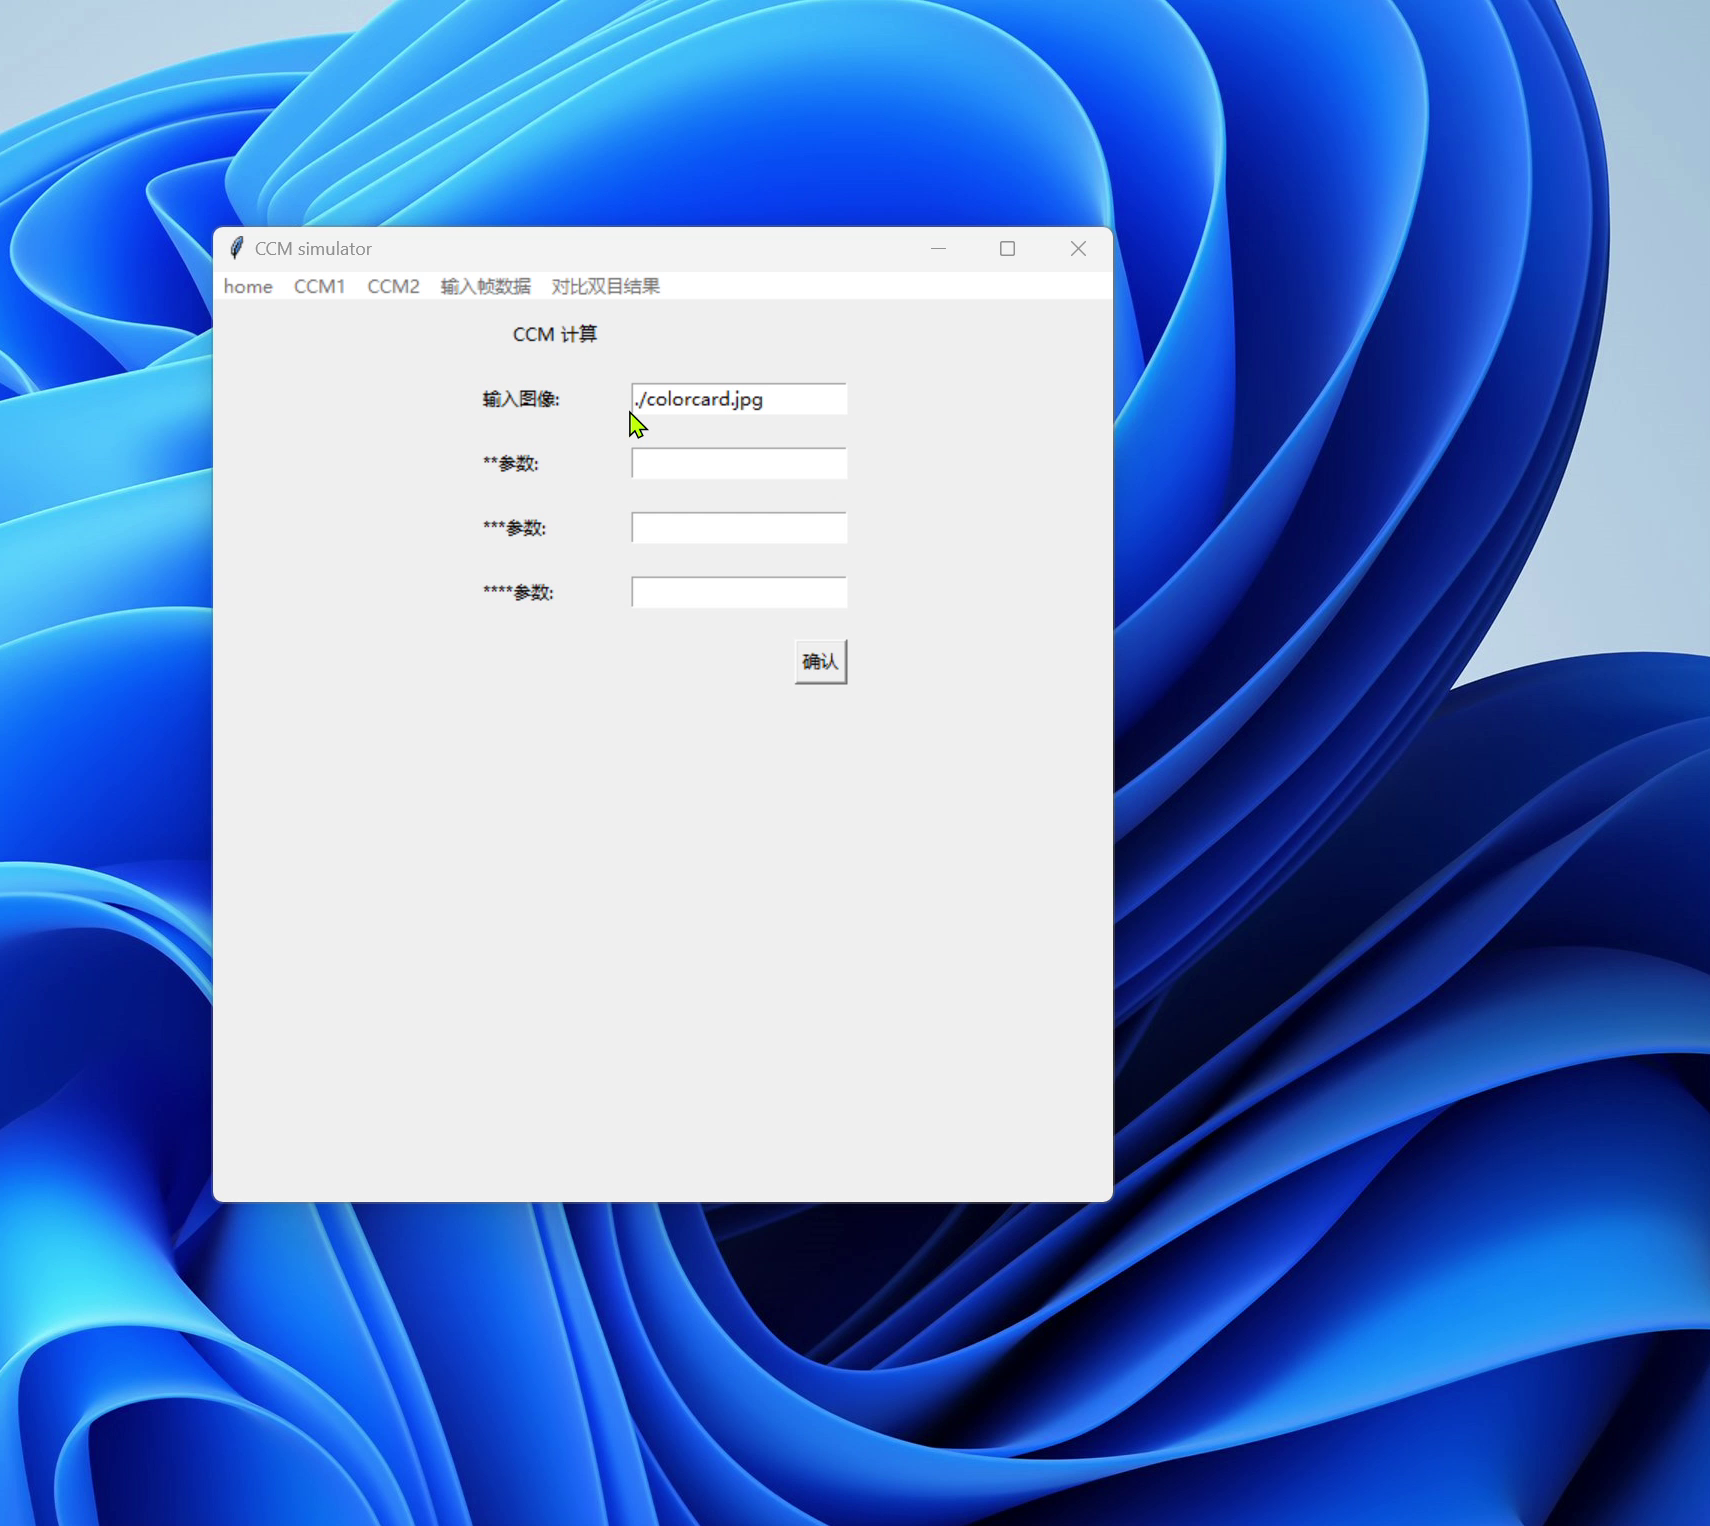 CCM simulator
home CCM1 CCM2 输入帧数据 对比双目结果
CCM 计算
输入图像: ./colorcard.jpg
**参数:
***参数:
****参数:
确认